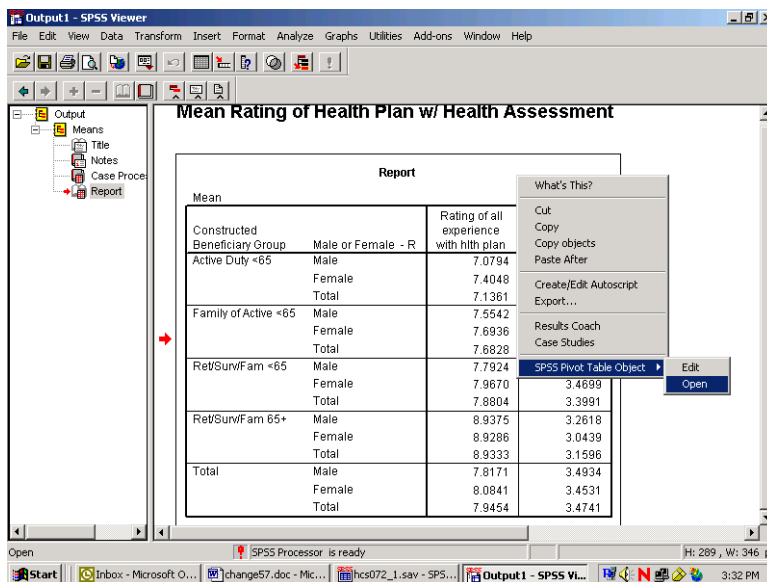 Output1 - SPSS Viewer
File Edit View Data Transform Insert Format Analyze Graphs Utilities Add-ons Window Help
Output
Means
Title
Notes
Case Proce
Report
Mean Rating of Health Plan w/ Health Assessment
Report
Mean
Constructed Beneficiary Group Male or Female - R Rating of all experience with hlth plan
Active Duty <65 Male 7.0794
Female 7.4048
Total 7.1361
Family of Active <65 Male 7.5542
Female 7.6936
Total 7.6828
Ret/Surv/Fam <65 Male 7.7924
Female 7.9670 3.4699
Total 7.8804 3.3991
Ret/Surv/Fam 65+ Male 8.9375 3.2618
Female 8.9286 3.0439
Total 8.9333 3.1596
Total Male 7.8171 3.4934
Female 8.0841 3.4531
Total 7.9454 3.4741
What's This?
Cut
Copy
Copy objects
Paste After
Create/Edit Autoscript
Export...
Results Coach
Case Studies
SPSS Pivot Table Object
Edit
Open
Open SPSS Processor is ready H: 289 , W: 346
Start Inbox - Microsoft O... change57.doc - Mic... hcs072_1.sav - SPS... Output1 - SPSS Vi... 3:32 PM